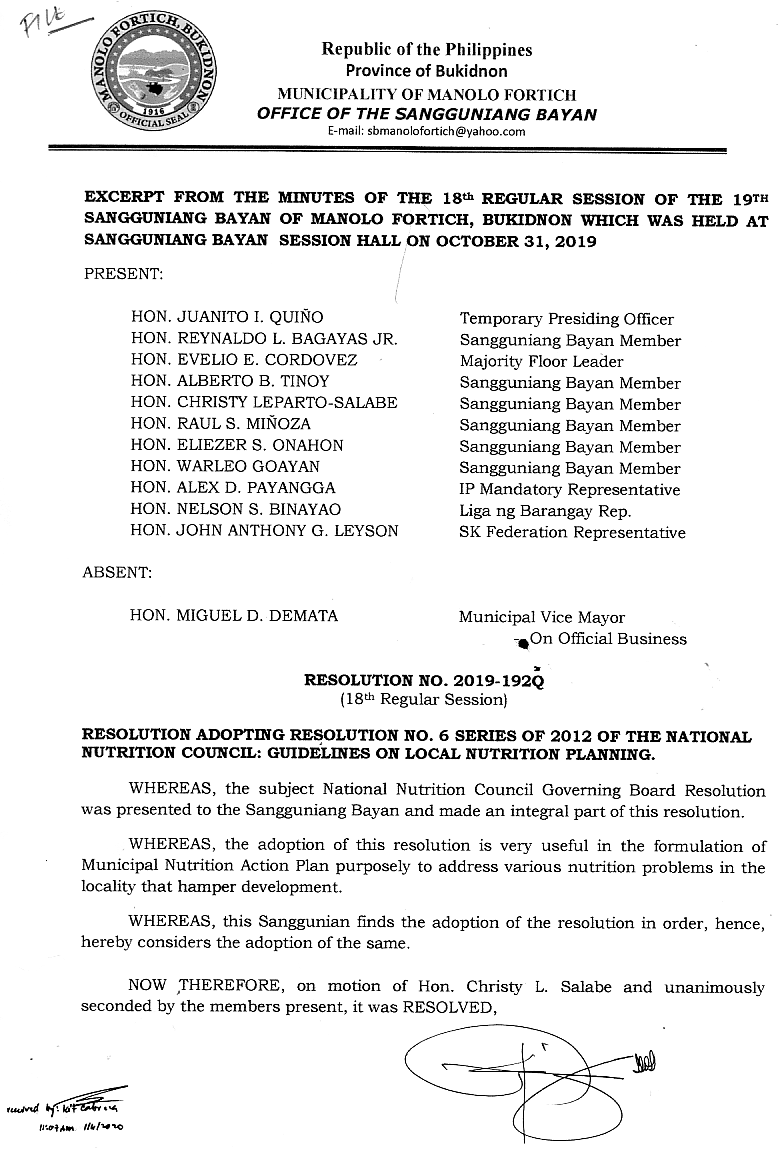 FILE
MANOLO FORTICH, BUKIDNON
1916
OFFICIAL SEAL
Republic of the Philippines
Province of Bukidnon
MUNICIPALITY OF MANOLO FORTICH
OFFICE OF THE SANGGUNIANG BAYAN
E-mail: sbmanolofortich@yahoo.com
EXCERPT FROM THE MINUTES OF THE 18th REGULAR SESSION OF THE 19TH
SANGGUNIANG BAYAN OF MANOLO FORTICH, BUKIDNON WHICH WAS HELD AT
SANGGUNIANG BAYAN SESSION HALL ON OCTOBER 31, 2019
PRESENT:
HON. JUANITO I. QUIÑO Temporary Presiding Officer
HON. REYNALDO L. BAGAYAS JR. Sangguniang Bayan Member
HON. EVELIO E. CORDOVEZ Majority Floor Leader
HON. ALBERTO B. TINOY Sangguniang Bayan Member
HON. CHRISTY LEPARTO-SALABE Sangguniang Bayan Member
HON. RAUL S. MIÑOZA Sangguniang Bayan Member
HON. ELIEZER S. ONAHON Sangguniang Bayan Member
HON. WARLEO GOAYAN Sangguniang Bayan Member
HON. ALEX D. PAYANGGA IP Mandatory Representative
HON. NELSON S. BINAYAO Liga ng Barangay Rep.
HON. JOHN ANTHONY G. LEYSON SK Federation Representative
ABSENT:
HON. MIGUEL D. DEMATA Municipal Vice Mayor
On Official Business
RESOLUTION NO. 2019-192Q
(18th Regular Session)
RESOLUTION ADOPTING RESOLUTION NO. 6 SERIES OF 2012 OF THE NATIONAL
NUTRITION COUNCIL: GUIDELINES ON LOCAL NUTRITION PLANNING.
WHEREAS, the subject National Nutrition Council Governing Board Resolution
was presented to the Sangguniang Bayan and made an integral part of this resolution.
WHEREAS, the adoption of this resolution is very useful in the formulation of
Municipal Nutrition Action Plan purposely to address various nutrition problems in the
locality that hamper development.
WHEREAS, this Sanggunian finds the adoption of the resolution in order, hence,
hereby considers the adoption of the same.
NOW THEREFORE, on motion of Hon. Christy L. Salabe and unanimously
seconded by the members present, it was RESOLVED,
received by:
11:07 AM 1/6/2020